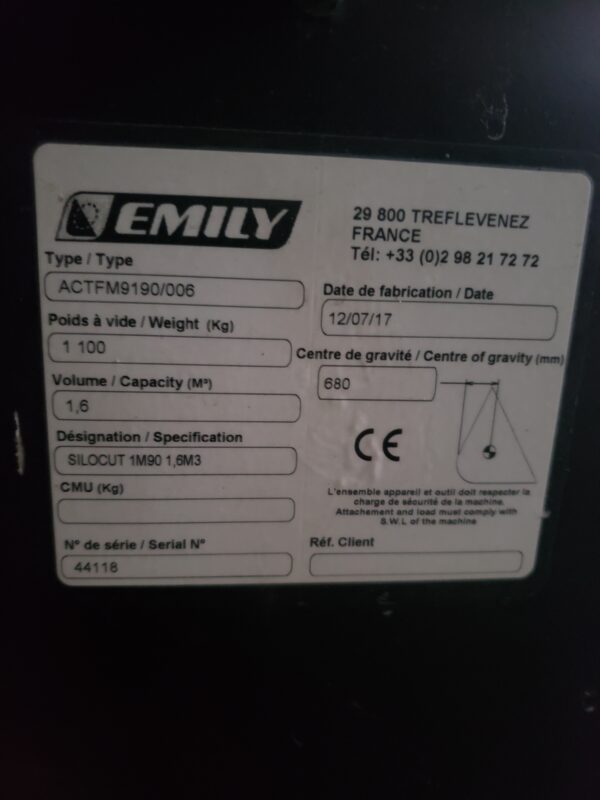 EMILY
29 800 TREFLEVENEZ
FRANCE
Tél: +33 (0)2 98 21 72 72
Type / Type
ACTFM9190/006
Date de fabrication / Date
12/07/17
Poids à vide / Weight (Kg)
1 100
Centre de gravité / Centre of gravity (mm)
680
Volume / Capacity (M³)
1,6
Désignation / Specification
SILOCUT 1M90 1,6M3
CE
CMU (Kg)
L'ensemble appareil et outil doit respecter la
charge de sécurité de la machine.
Attachement and load must comply with
S.W.L of the machine
N° de série / Serial N°
44118
Réf. Client